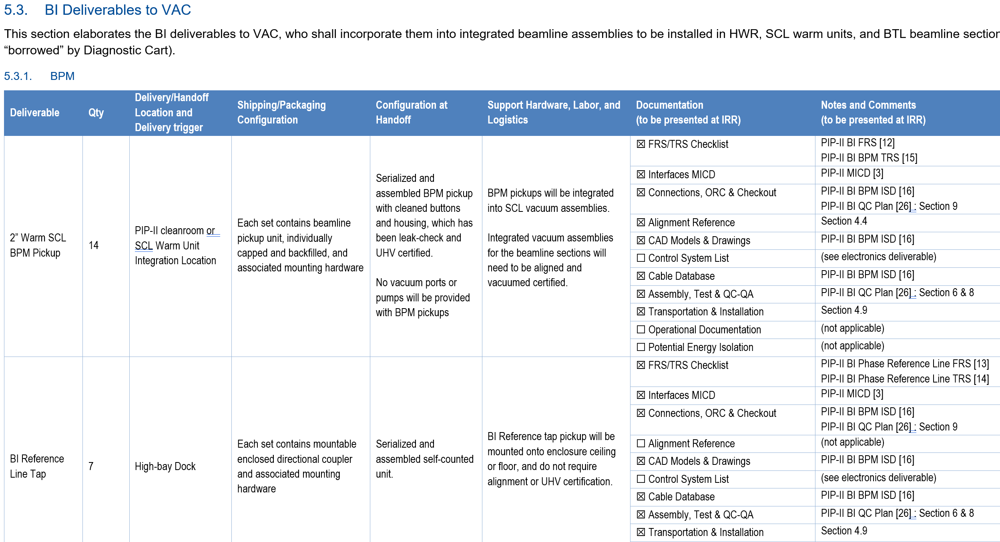 5.3. BI Deliverables to VAC
This section elaborates the BI deliverables to VAC, who shall incorporate them into integrated beamline assemblies to be installed in HWR, SCL warm units, and BTL beamline section
“borrowed” by Diagnostic Cart).
5.3.1. BPM
Deliverable
Qty
Delivery/Handoff
Location and
Delivery trigger
Shipping/Packaging
Configuration
Configuration at
Handoff
Support Hardware, Labor, and
Logistics
Documentation
(to be presented at IRR)
Notes and Comments
(to be presented at IRR)
2” Warm SCL
BPM Pickup
14
PIP-II cleanroom or
SCL Warm Unit
Integration Location
Each set contains beamline
pickup unit, individually
capped and backfilled, and
associated mounting hardware
Serialized and
assembled BPM pickup
with cleaned buttons
and housing, which has
been leak-check and
UHV certified.
No vacuum ports or
pumps will be provided
with BPM pickups
BPM pickups will be integrated
into SCL vacuum assemblies.
Integrated vacuum assemblies
for the beamline sections will
need to be aligned and
vacuumed certified.
☒ FRS/TRS Checklist
PIP-II BI FRS [12]
PIP-II BI BPM TRS [15]
☒ Interfaces MICD
PIP-II MICD [3]
☒ Connections, ORC & Checkout
PIP-II BI BPM ISD [16]
PIP-II BI QC Plan [26] : Section 9
☒ Alignment Reference
Section 4.4
☒ CAD Models & Drawings
PIP-II BI BPM ISD [16]
☐ Control System List
(see electronics deliverable)
☒ Cable Database
PIP-II BI BPM ISD [16]
☒ Assembly, Test & QC-QA
PIP-II BI QC Plan [26] : Section 6 & 8
☒ Transportation & Installation
Section 4.9
☐ Operational Documentation
(not applicable)
☐ Potential Energy Isolation
(not applicable)
BI Reference
Line Tap
7
High-bay Dock
Each set contains mountable
enclosed directional coupler
and associated mounting
hardware
Serialized and
assembled self-counted
unit.
BI Reference tap pickup will be
mounted onto enclosure ceiling
or floor, and do not require
alignment or UHV certification.
☒ FRS/TRS Checklist
PIP-II BI Phase Reference Line FRS [13]
PIP-II BI Phase Reference Line TRS [14]
☒ Interfaces MICD
PIP-II MICD [3]
☒ Connections, ORC & Checkout
PIP-II BI BPM ISD [16]
PIP-II BI QC Plan [26] : Section 9
☐ Alignment Reference
(not applicable)
☒ CAD Models & Drawings
PIP-II BI BPM ISD [16]
☐ Control System List
(see electronics deliverable)
☒ Cable Database
PIP-II BI BPM ISD [16]
☒ Assembly, Test & QC-QA
PIP-II BI QC Plan [26] : Section 6 & 8
☒ Transportation & Installation
Section 4.9